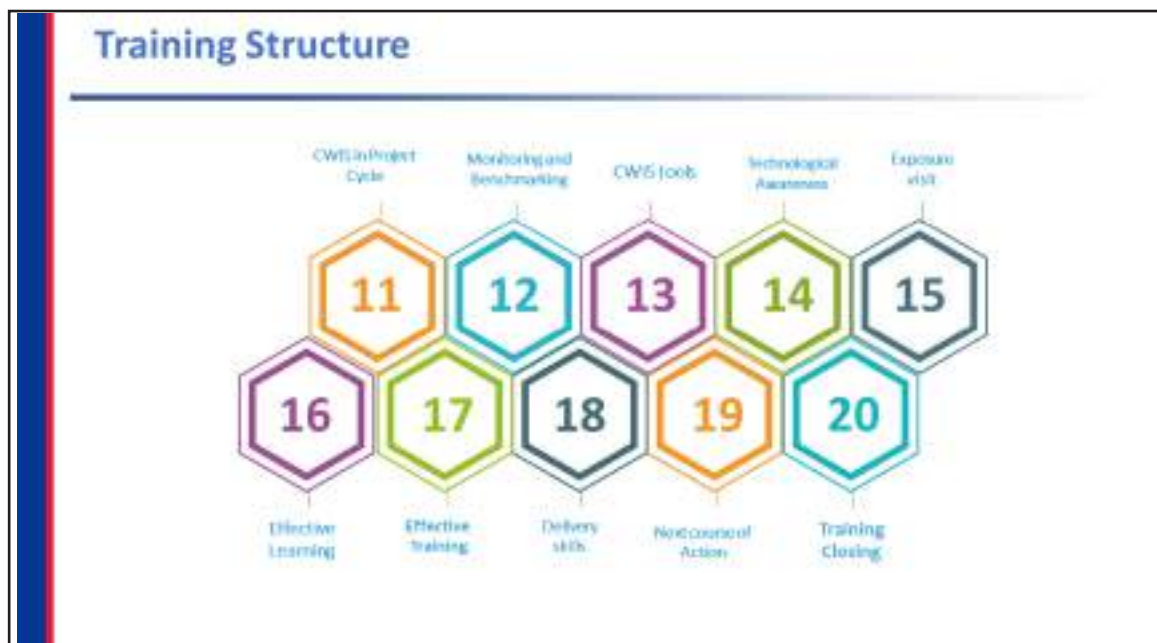 Training Structure
CWIS in Project
Cycle
Monitoring and
Benchmarking
CWIS Tools
Technological
Awareness
Exposure
visit
11
12
13
14
15
16
17
18
19
20
Effective
Learning
Effective
Training
Delivery
skills
Next course of
Action
Training
Closing